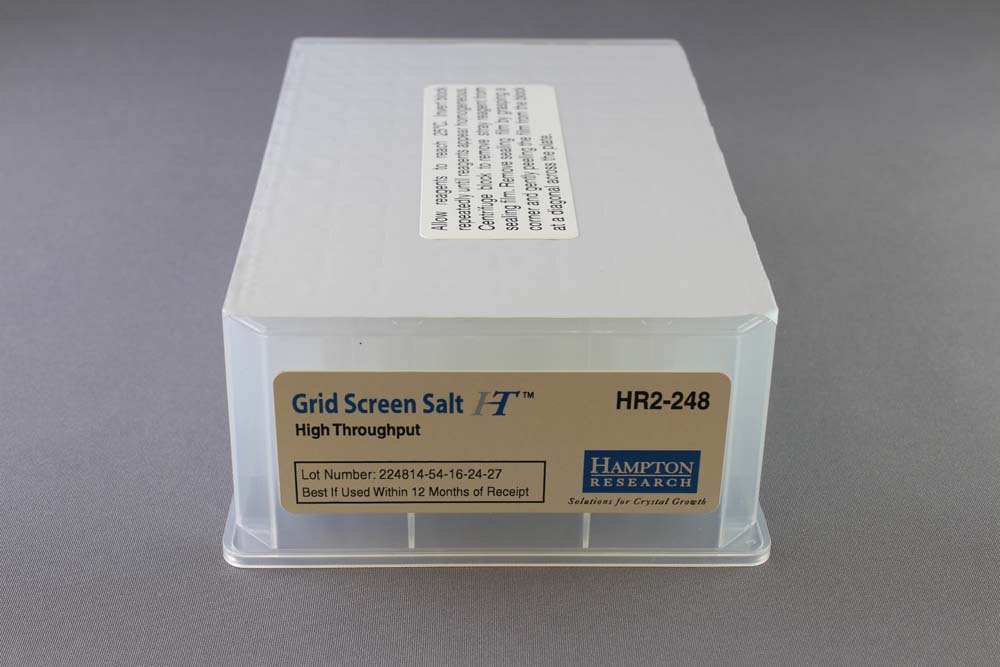 Allow reagents to reach 25°C. Invert block
repeatedly until reagents appear homogeneous.
Centrifuge block to remove stray reagent from
sealing film. Remove sealing film by grasping a
corner and gently peeling the film from the block
at a diagonal across the plate.
Grid Screen Salt HT™
HR2-248
High Throughput
Lot Number: 224814-54-16-24-27
Best If Used Within 12 Months of Receipt
HAMPTON
RESEARCH
Solutions for Crystal Growth